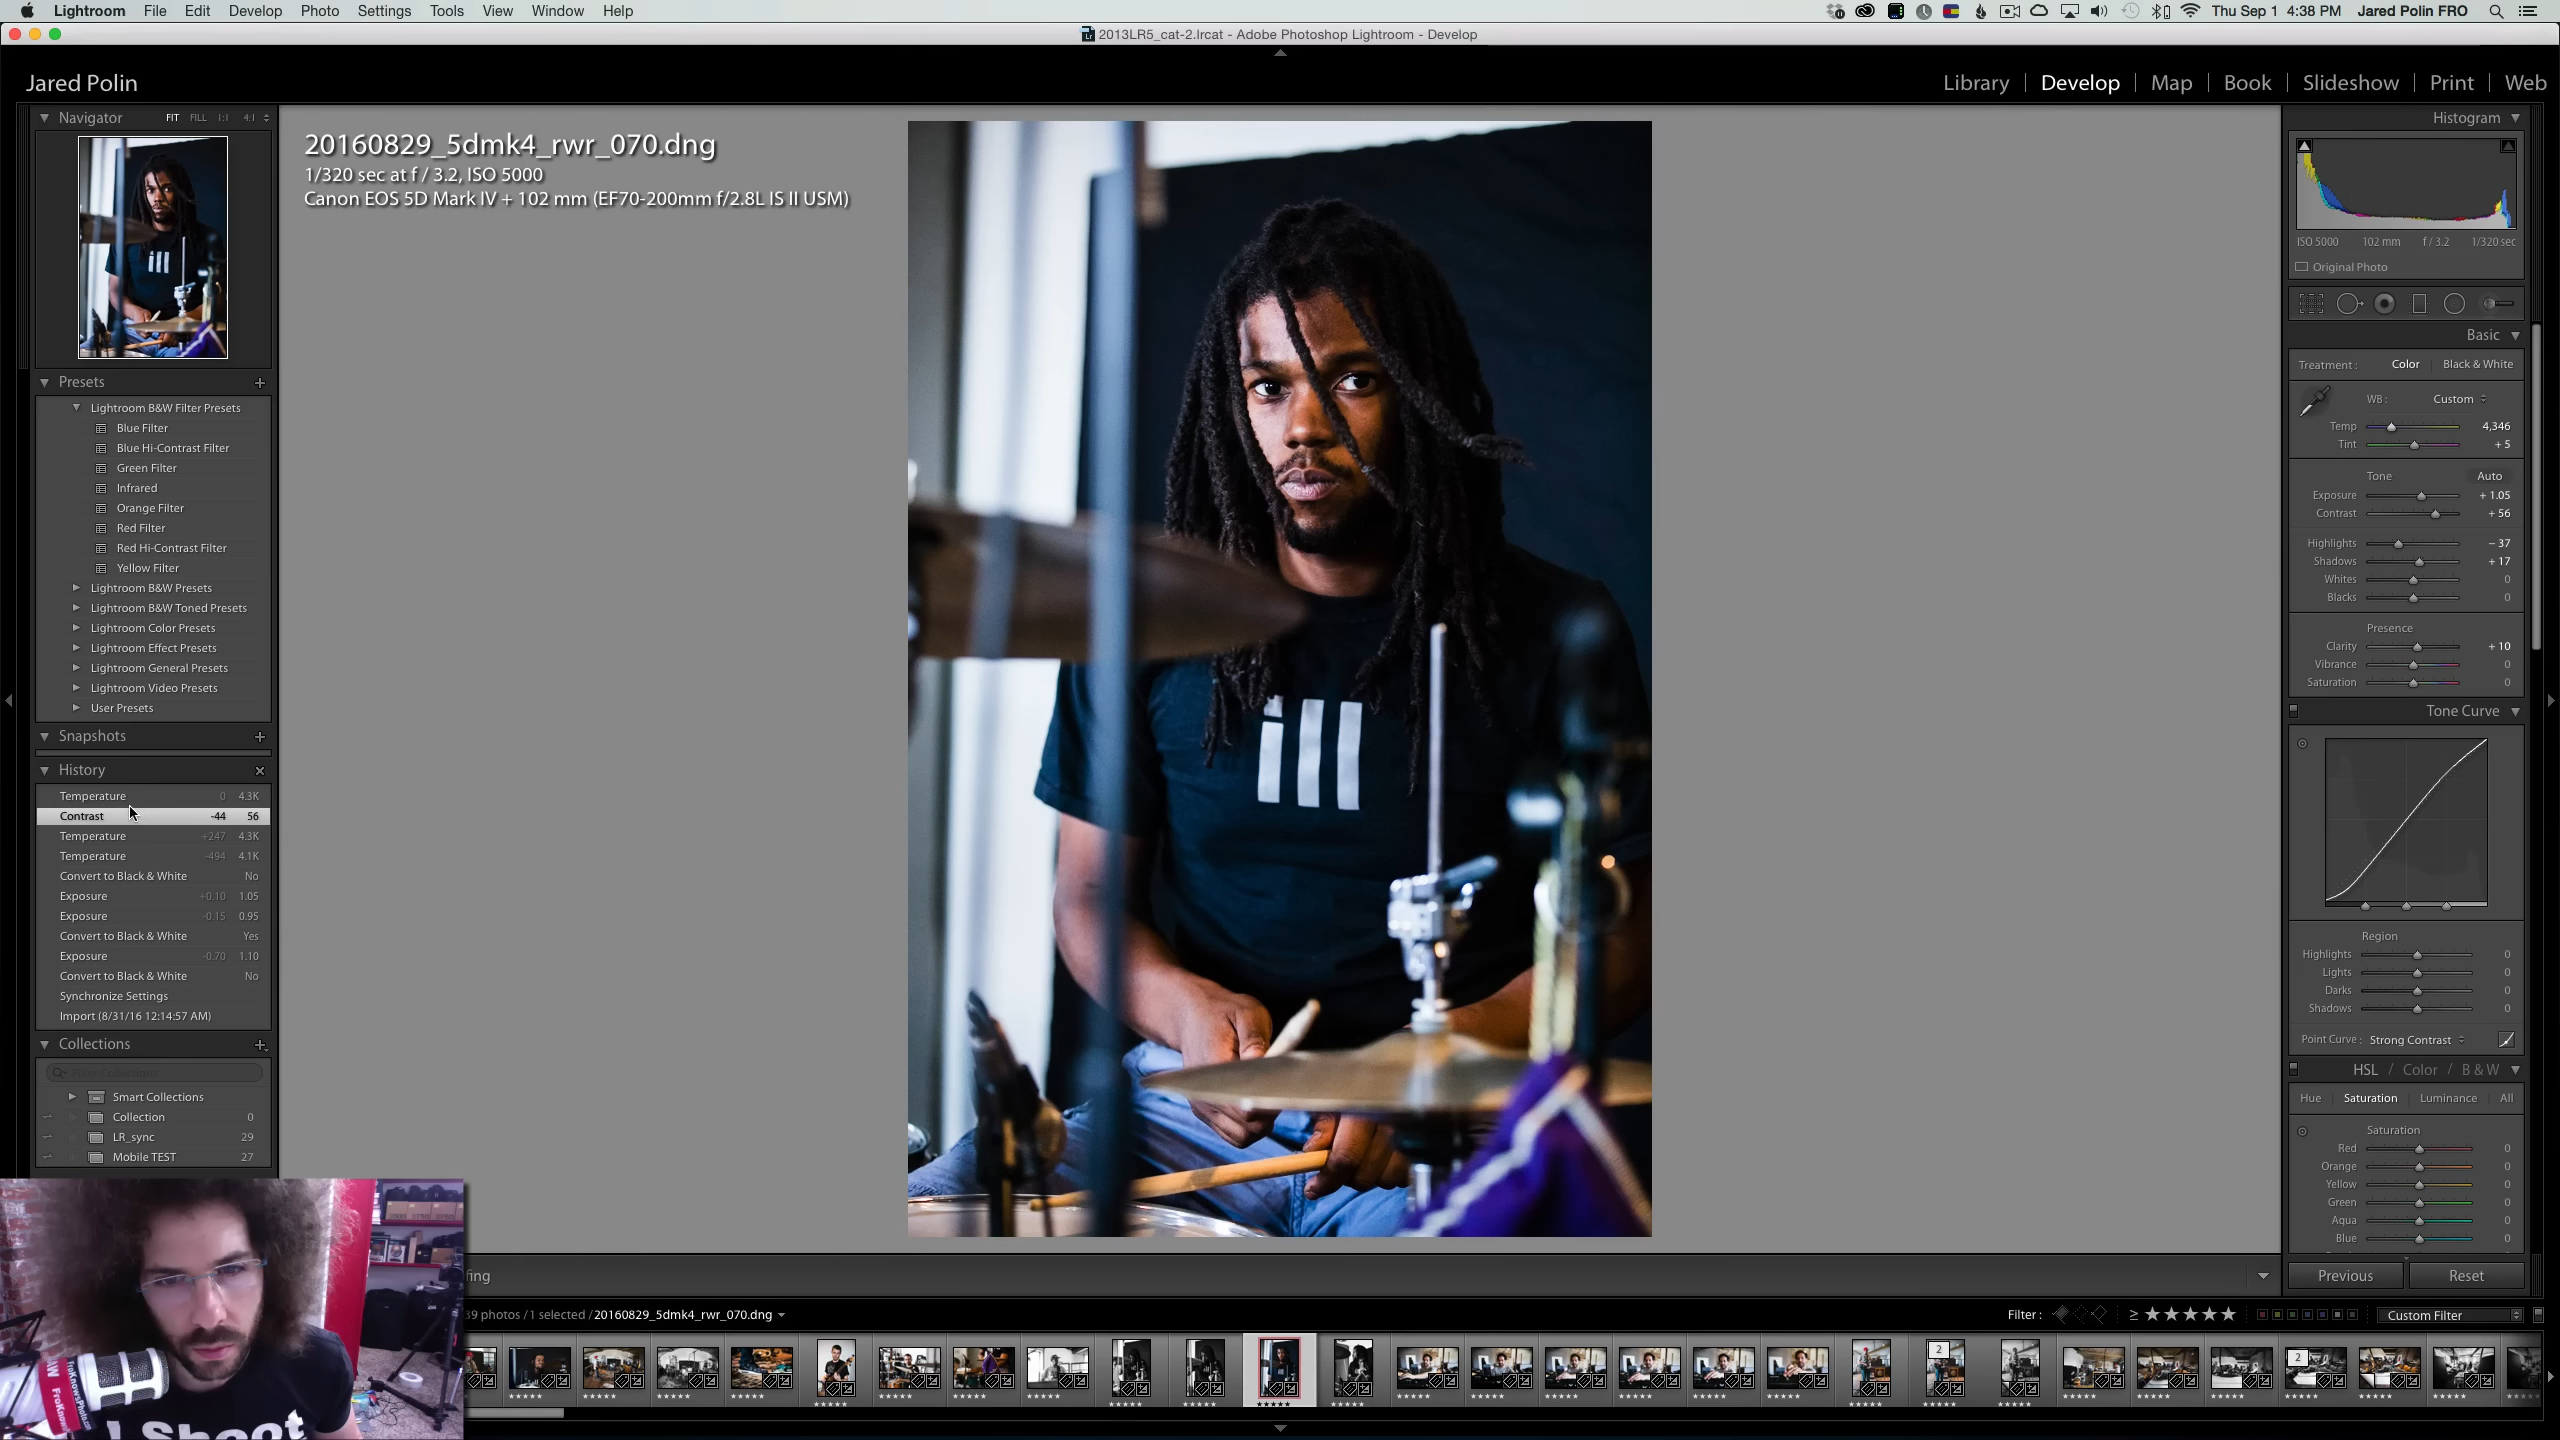 Lightroom File Edit Develop Photo Settings Tools View Window Help
Thu Sep 1 4:38 PM Jared Polin FRO
2013LR5_cat-2.lrcat - Adobe Photoshop Lightroom - Develop
Jared Polin
Library | Develop | Map | Book | Slideshow | Print | Web
Navigator FIT FILL 1:1 4:1
Presets
Lightroom B&W Filter Presets
Blue Filter
Blue Hi-Contrast Filter
Green Filter
Infrared
Orange Filter
Red Filter
Red Hi-Contrast Filter
Yellow Filter
Lightroom B&W Presets
Lightroom B&W Toned Presets
Lightroom Color Presets
Lightroom Effect Presets
Lightroom General Presets
Lightroom Video Presets
User Presets
Snapshots
History
Temperature 0 4.3K
Contrast -44 56
Temperature +247 4.3K
Temperature -494 4.1K
Convert to Black & White No
Exposure +0.10 1.05
Exposure -0.15 0.95
Convert to Black & White Yes
Exposure -0.70 1.10
Convert to Black & White No
Synchronize Settings
Import (8/31/16 12:14:57 AM)
Collections
Filter Collections
Smart Collections
Collection 0
LR_sync 29
Mobile TEST 27
20160829_5dmk4_rwr_070.dng
1/320 sec at f / 3.2, ISO 5000
Canon EOS 5D Mark IV + 102 mm (EF70-200mm f/2.8L IS II USM)
ill
Histogram
ISO 5000 102 mm f / 3.2 1/320 sec
Original Photo
Basic
Treatment : Color | Black & White
WB : Custom
Temp 4,346
Tint + 5
Tone Auto
Exposure + 1.05
Contrast + 56
Highlights - 37
Shadows + 17
Whites 0
Blacks 0
Presence
Clarity + 10
Vibrance 0
Saturation 0
Tone Curve
Region
Highlights 0
Lights 0
Darks 0
Shadows 0
Point Curve : Strong Contrast
HSL / Color / B & W
Hue Saturation Luminance All
Saturation
Red 0
Orange 0
Yellow 0
Green 0
Aqua 0
Blue 0
Previous Reset
fing
39 photos / 1 selected / 20160829_5dmk4_rwr_070.dng
Filter : ≥ ★★★★★ Custom Filter
2
2
I Shoot